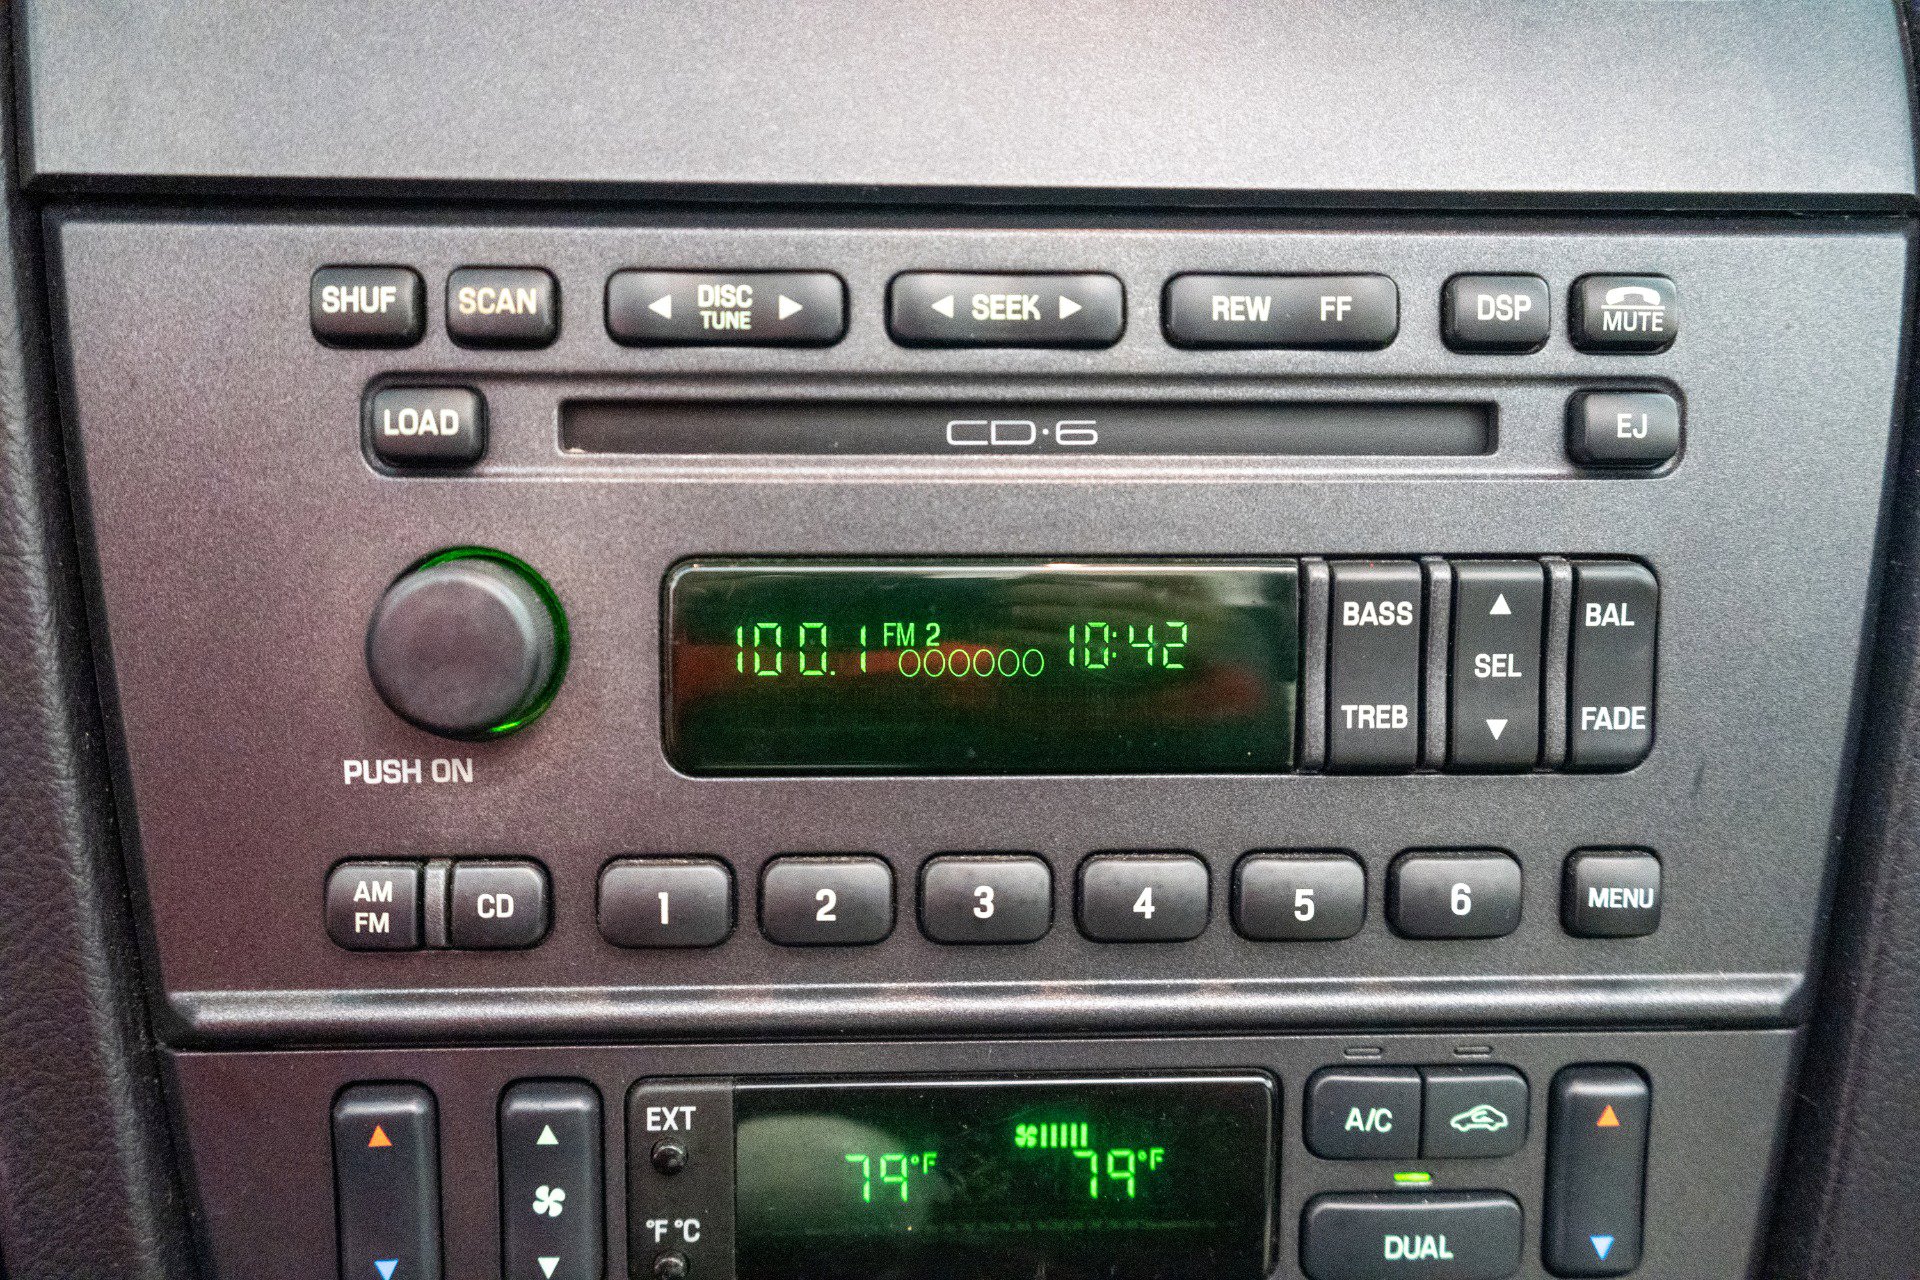 SHUF SCAN DISC TUNE SEEK REW FF DSP MUTE
LOAD CD·6 EJ
100.1 FM 2 10:42
BASS SEL BAL
TREB FADE
PUSH ON
AM FM CD 1 2 3 4 5 6 MENU
EXT A/C
79°F 79°F
°F °C DUAL